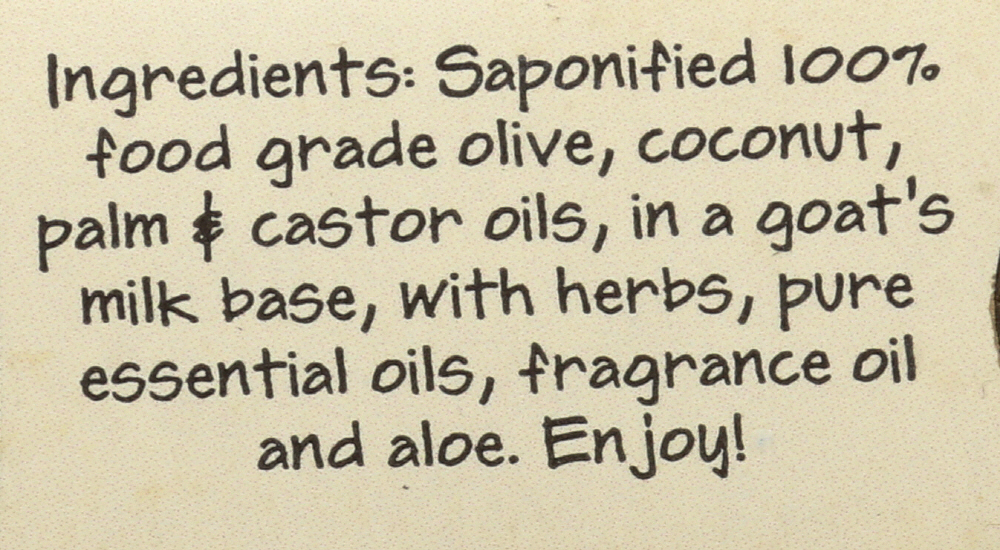 Ingredients: Saponified 100%
food grade olive, coconut,
palm & castor oils, in a goat's
milk base, with herbs, pure
essential oils, fragrance oil
and aloe. Enjoy!